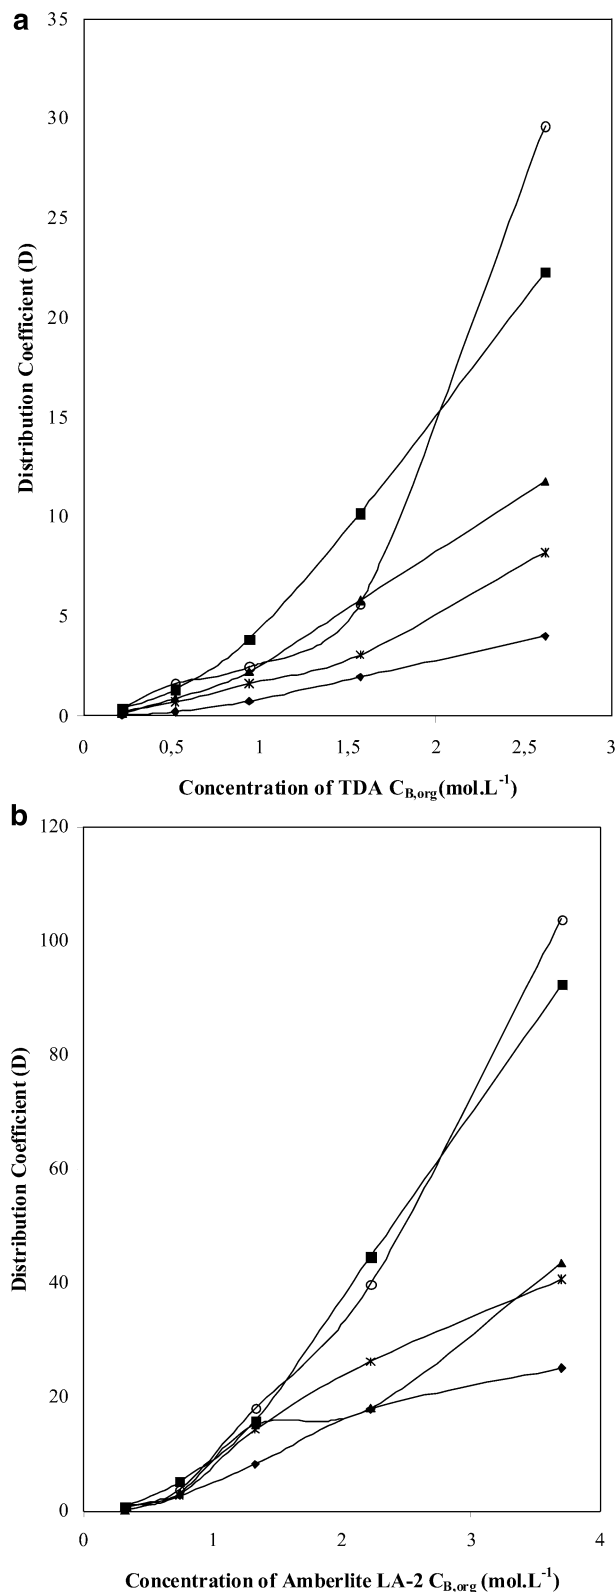 a
35
30
25
20
15
10
5
0
Distribution Coefficient (D)
0 0,5 1 1,5 2 2,5 3
Concentration of TDA C_B,org (mol.L⁻¹)
b
120
100
80
60
40
20
0
Distribution Coefficient (D)
0 1 2 3 4
Concentration of Amberlite LA-2 C_B,org (mol.L⁻¹)